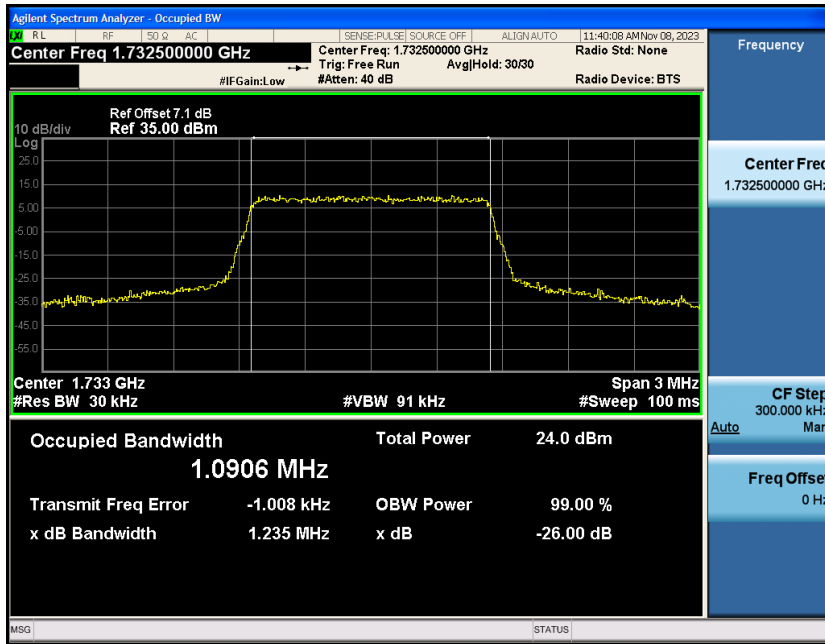 Agilent Spectrum Analyzer - Occupied BW
LXI RL RF 50 Ω AC SENSE:PULSE SOURCE OFF ALIGN AUTO 11:40:08 AM Nov 08, 2023
Center Freq 1.732500000 GHz
Center Freq: 1.732500000 GHz Radio Std: None
Trig: Free Run Avg|Hold: 30/30
#IFGain:Low #Atten: 40 dB Radio Device: BTS
Ref Offset 7.1 dB
10 dB/div Ref 35.00 dBm
Log
25.0
15.0
5.00
-5.00
-15.0
-25.0
-35.0
-45.0
-55.0
Center 1.733 GHz Span 3 MHz
#Res BW 30 kHz #VBW 91 kHz #Sweep 100 ms
Occupied Bandwidth Total Power 24.0 dBm
1.0906 MHz
Transmit Freq Error -1.008 kHz OBW Power 99.00 %
x dB Bandwidth 1.235 MHz x dB -26.00 dB
MSG STATUS
Frequency
Center Freq
1.732500000 GHz
CF Step
300.000 kHz
Auto Man
Freq Offset
0 Hz